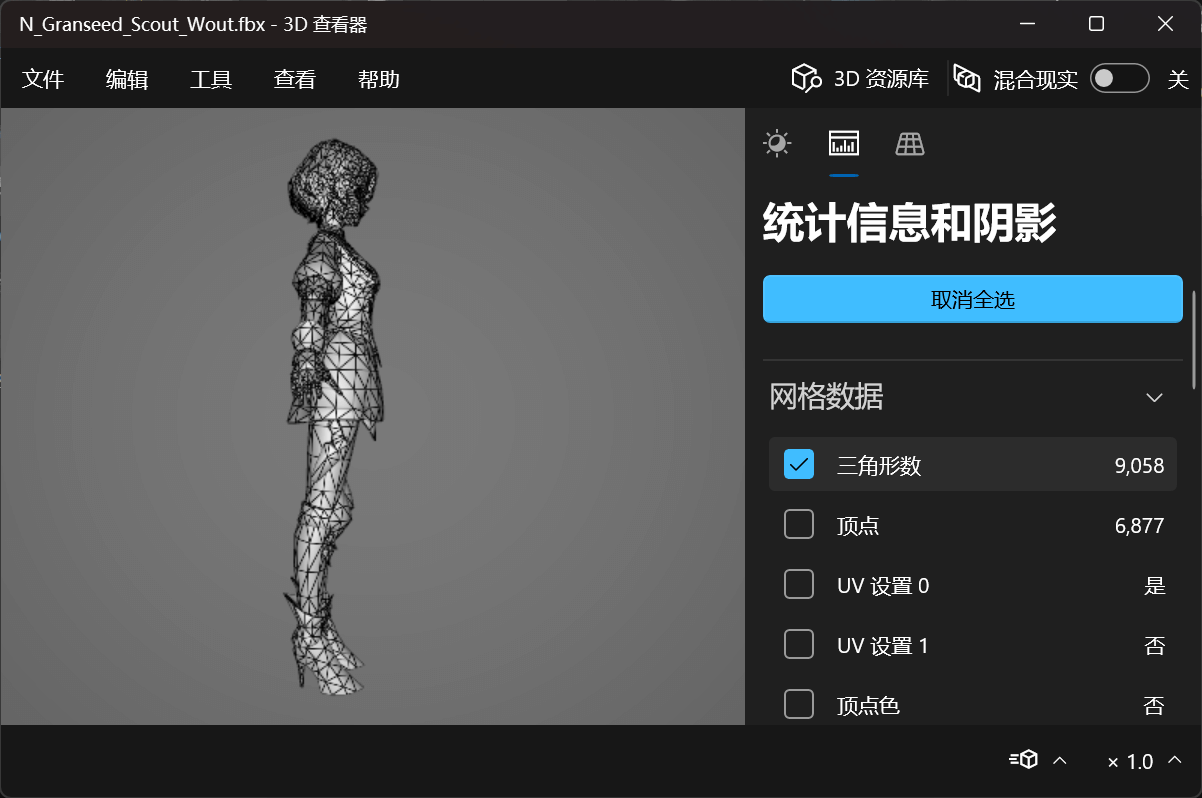 N_Granseed_Scout_Wout.fbx - 3D 查看器
文件 编辑 工具 查看 帮助 3D 资源库 混合现实 关
统计信息和阴影
取消全选
网格数据
三角形数 9,058
顶点 6,877
UV 设置 0 是
UV 设置 1 否
顶点色 否
× 1.0